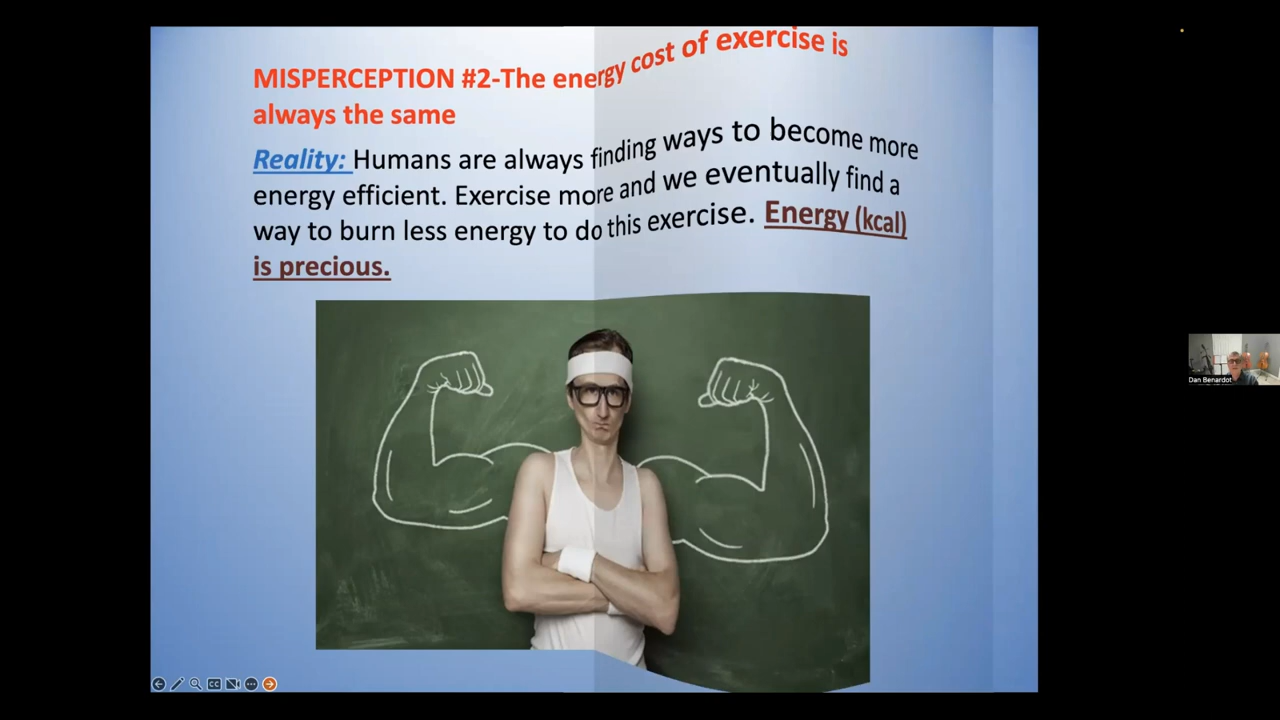 MISPERCEPTION #2-The energy cost of exercise is
always the same
Reality: Humans are always finding ways to become more
energy efficient. Exercise more and we eventually find a
way to burn less energy to do this exercise. Energy (kcal)
is precious.
CC
Dan Benardot